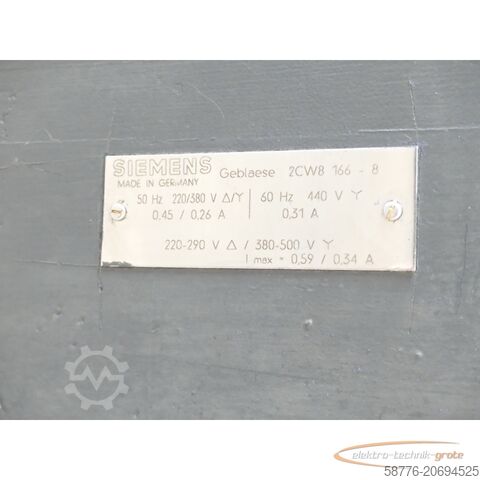 SIEMENS Geblaese 2CW8 166 - 8
MADE IN GERMANY
50 Hz 220/380 V Δ/Y 60 Hz 440 V Y
0,45 / 0,26 A 0,31 A
220-290 V Δ / 380-500 V Y
I max = 0,59 / 0,34 A
elektro-technik-grote
58776-20694525